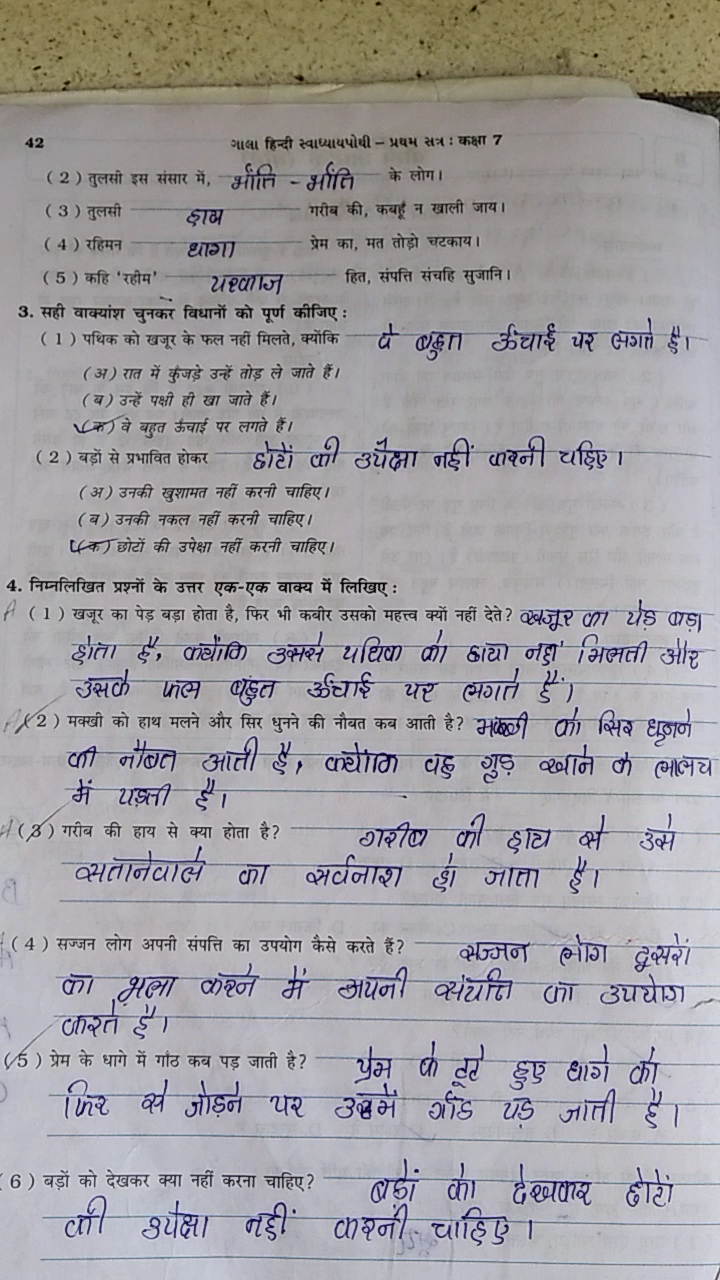 42 गाला हिन्दी स्वाध्यायपोथी – प्रथम सत्र : कक्षा 7
( 2 ) तुलसी इस संसार में, भाँति - भाँति के लोग।
( 3 ) तुलसी हाय गरीब की, कबहूँ न खाली जाय।
( 4 ) रहिमन धागा प्रेम का, मत तोड़ो चटकाय।
( 5 ) कहि 'रहीम' परकाज हित, संपत्ति संचहि सुजानि।
3. सही वाक्यांश चुनकर विधानों को पूर्ण कीजिए :
( 1 ) पथिक को खजूर के फल नहीं मिलते, क्योंकि वे बहुत ऊँचाई पर लगते है।
( अ ) रात में कुँजड़े उन्हें तोड़ ले जाते हैं।
( ब ) उन्हें पक्षी ही खा जाते हैं।
( क ) वे बहुत ऊँचाई पर लगते हैं।
( 2 ) बड़ों से प्रभावित होकर छोटों की उपेक्षा नहीं करनी चहिए।
( अ ) उनकी खुशामत नहीं करनी चाहिए।
( ब ) उनकी नकल नहीं करनी चाहिए।
( क ) छोटों की उपेक्षा नहीं करनी चाहिए।
4. निम्नलिखित प्रश्नों के उत्तर एक-एक वाक्य में लिखिए :
( 1 ) खजूर का पेड़ बड़ा होता है, फिर भी कबीर उसको महत्त्व क्यों नहीं देते? खजूर का पेड़ बड़ा
होता है, क्योंकि उससे पथिक को छाया नहीं मिलती और
उसके फल बहुत ऊँचाई पर लगते हैं।
( 2 ) मक्खी को हाथ मलने और सिर धुनने की नौबत कब आती है? मक्खी को सिर धुनने
की नौबत आती है, क्योंकि वह गुड़ खाने के लालच
में पड़ती है।
( 3 ) गरीब की हाय से क्या होता है? गरीब की हाय से उसे
सतानेवाले का सर्वनाश हो जाता है।
( 4 ) सज्जन लोग अपनी संपत्ति का उपयोग कैसे करते हैं? सज्जन लोग दूसरों
का भला करने में अपनी संपत्ति का उपयोग
करते है।
( 5 ) प्रेम के धागे में गाँठ कब पड़ जाती है? प्रेम के टूटे हुए धागे को
फिर से जोड़ने पर उसमें गाँठ पड़ जाती है।
( 6 ) बड़ों को देखकर क्या नहीं करना चाहिए? बड़ों को देखकर छोटों
की उपेक्षा नहीं करनी चाहिए।